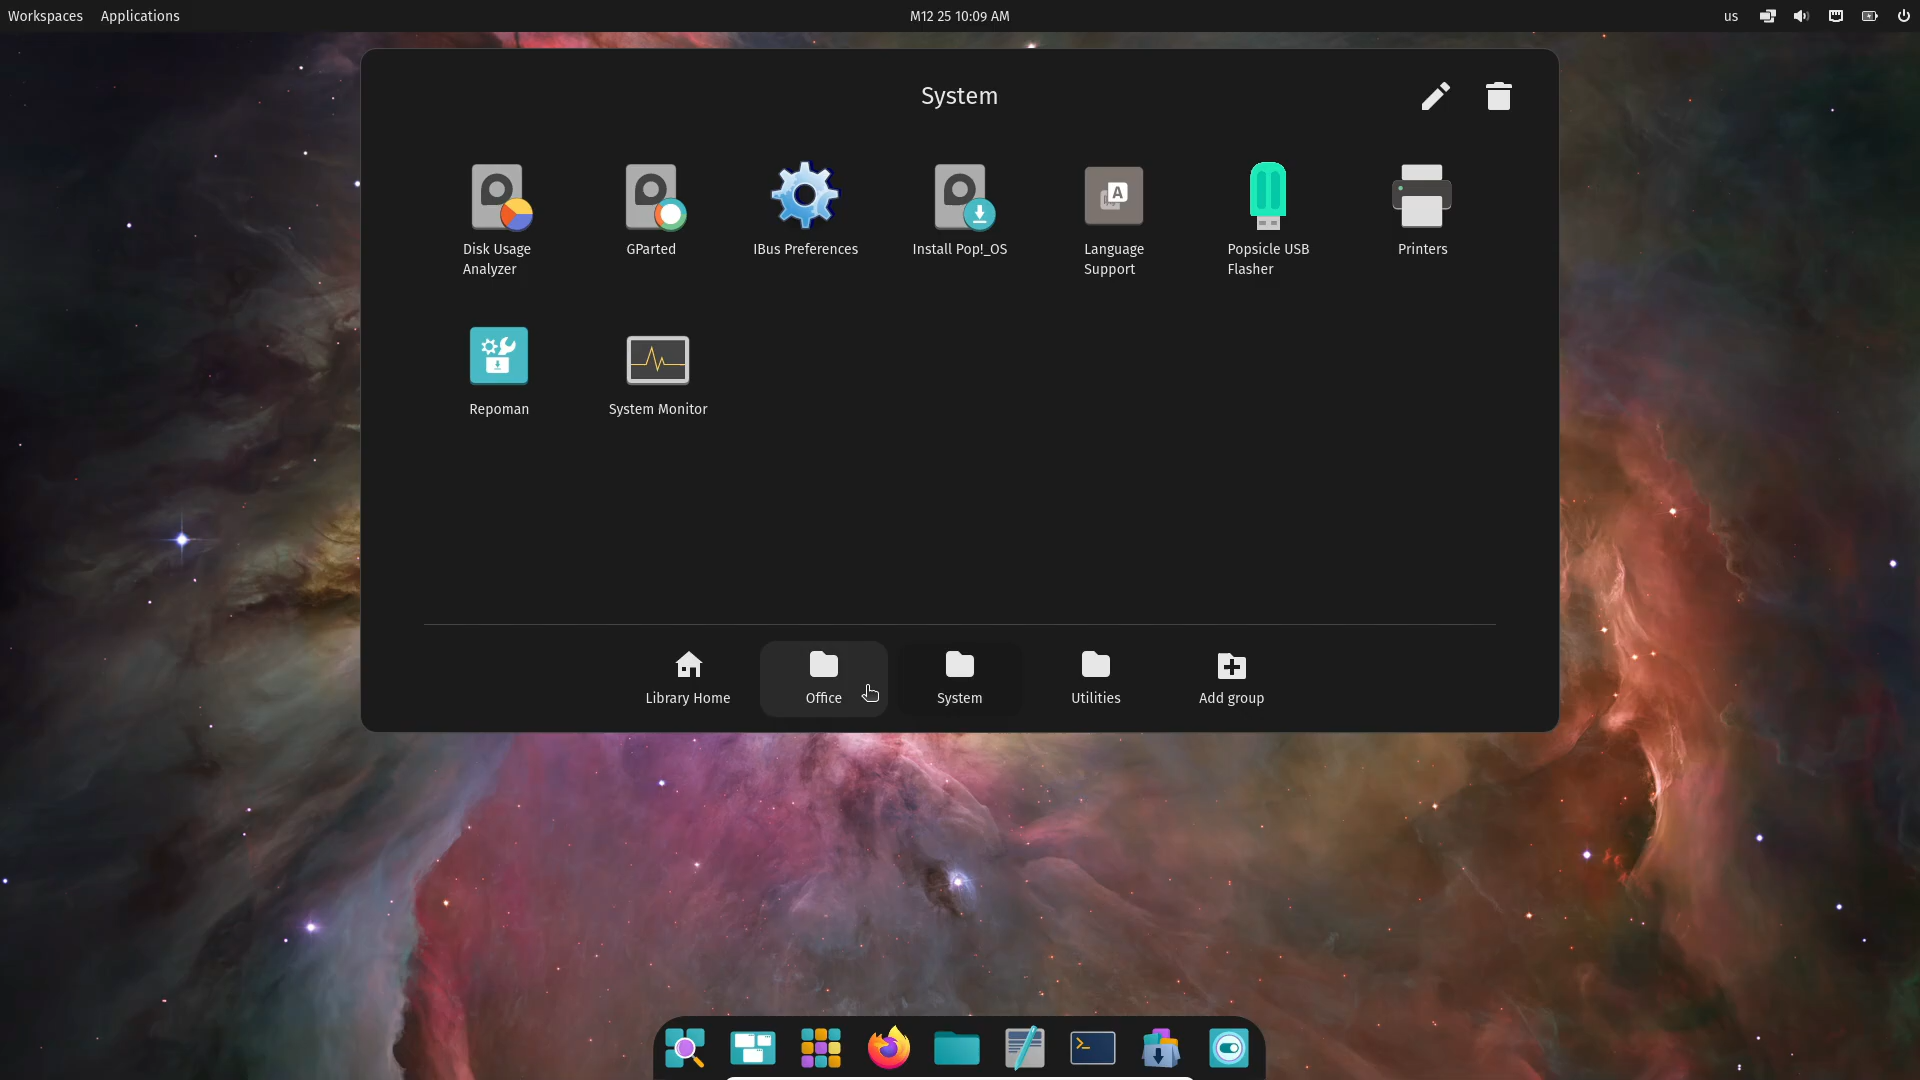 Workspaces Applications M12 25 10:09 AM us
System
Disk Usage
Analyzer
GParted
IBus Preferences
Install Pop!_OS
Language
Support
Popsicle USB
Flasher
Printers
Repoman
System Monitor
Library Home
Office
System
Utilities
Add group